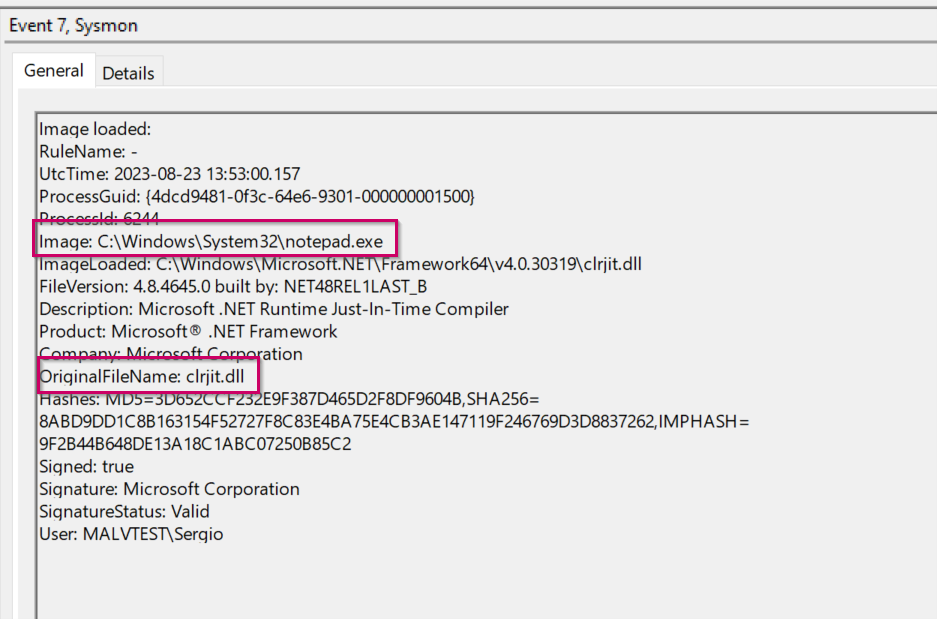 Event 7, Sysmon
General
Details
Image loaded:
RuleName: -
UtcTime: 2023-08-23 13:53:00.157
ProcessGuid: {4dcd9481-0f3c-64e6-9301-000000001500}
ProcessId: 6244
Image: C:\Windows\System32\notepad.exe
ImageLoaded: C:\Windows\Microsoft.NET\Framework64\v4.0.30319\clrjit.dll
FileVersion: 4.8.4645.0 built by: NET48REL1LAST_B
Description: Microsoft .NET Runtime Just-In-Time Compiler
Product: Microsoft® .NET Framework
Company: Microsoft Corporation
OriginalFileName: clrjit.dll
Hashes: MD5=3D652CCF232E9F387D465D2F8DF9604B,SHA256=
8ABD9DD1C8B163154F52727F8C83E4BA75E4CB3AE147119F246769D3D8837262,IMPHASH=
9F2B44B648DE13A18C1ABC07250B85C2
Signed: true
Signature: Microsoft Corporation
SignatureStatus: Valid
User: MALVTEST\Sergio